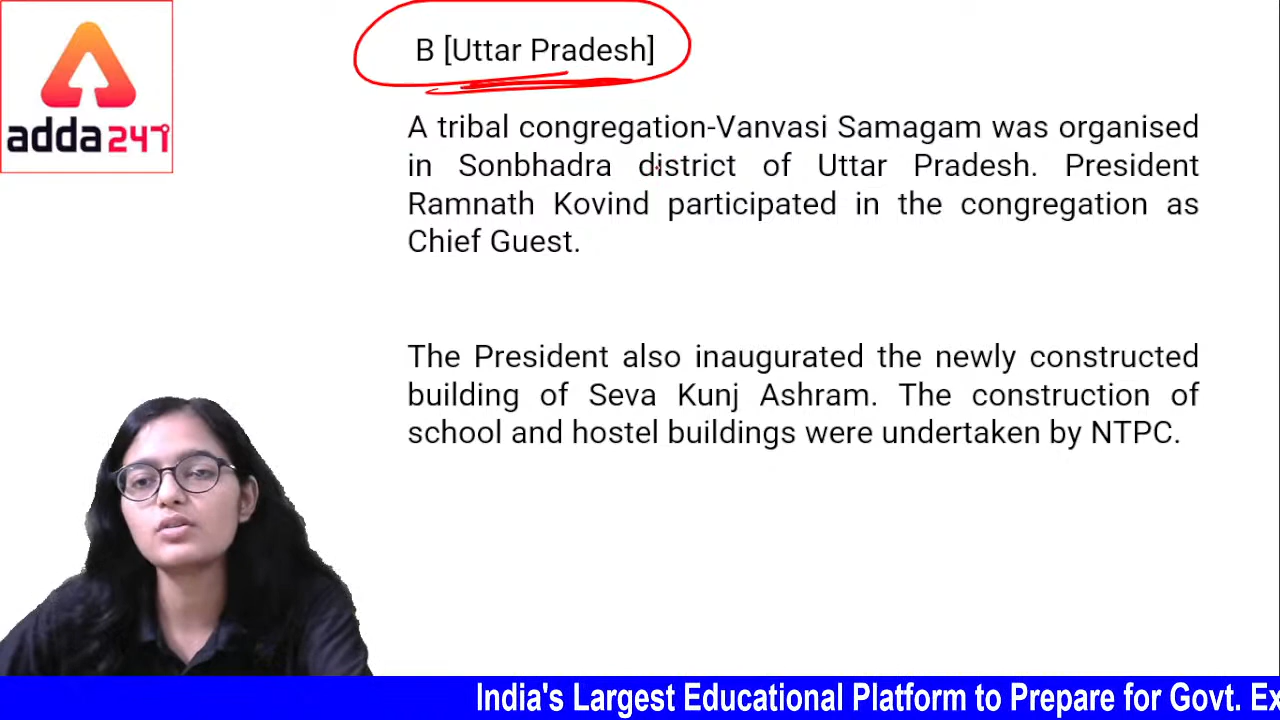 B [Uttar Pradesh]
adda 247
A tribal congregation-Vanvasi Samagam was organised
in Sonbhadra district of Uttar Pradesh. President
Ramnath Kovind participated in the congregation as
Chief Guest.
The President also inaugurated the newly constructed
building of Seva Kunj Ashram. The construction of
school and hostel buildings were undertaken by NTPC.
India's Largest Educational Platform to Prepare for Govt. Ex